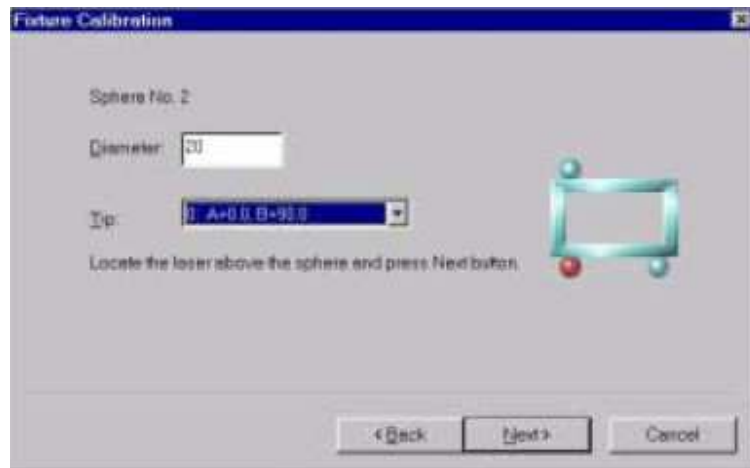 Fixture Calibration
Sphere No. 2
Diameter: 20
Tip: 0: A+0.0, B+90.0
Locate the laser above the sphere and press Next button.
< Back Next > Cancel